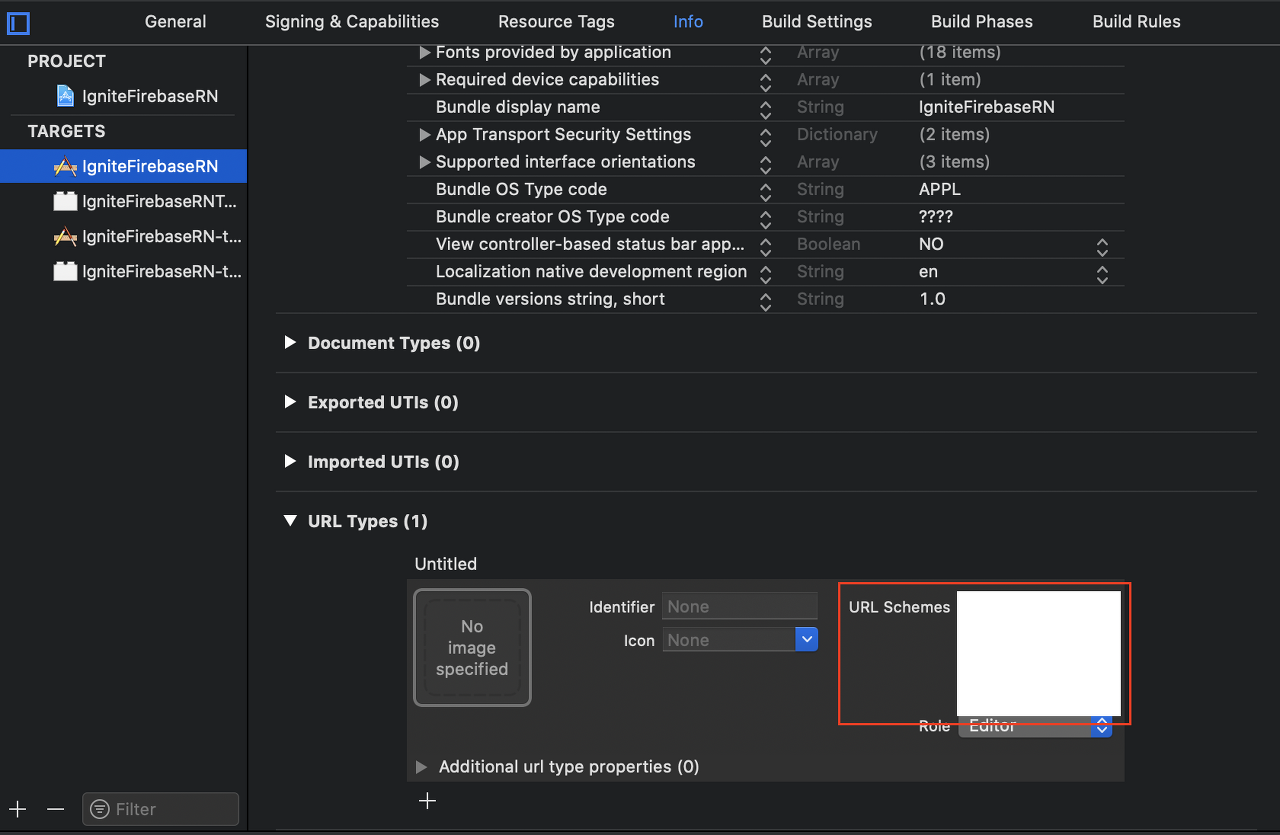 General Signing & Capabilities Resource Tags Info Build Settings Build Phases Build Rules
PROJECT
IgniteFirebaseRN
TARGETS
IgniteFirebaseRN
IgniteFirebaseRNT...
IgniteFirebaseRN-t...
IgniteFirebaseRN-t...
Filter
Fonts provided by application Array (18 items)
Required device capabilities Array (1 item)
Bundle display name String IgniteFirebaseRN
App Transport Security Settings Dictionary (2 items)
Supported interface orientations Array (3 items)
Bundle OS Type code String APPL
Bundle creator OS Type code String ????
View controller-based status bar app... Boolean NO
Localization native development region String en
Bundle versions string, short String 1.0
Document Types (0)
Exported UTIs (0)
Imported UTIs (0)
URL Types (1)
Untitled
No
image
specified
Identifier None
Icon None
URL Schemes
Role Editor
Additional url type properties (0)